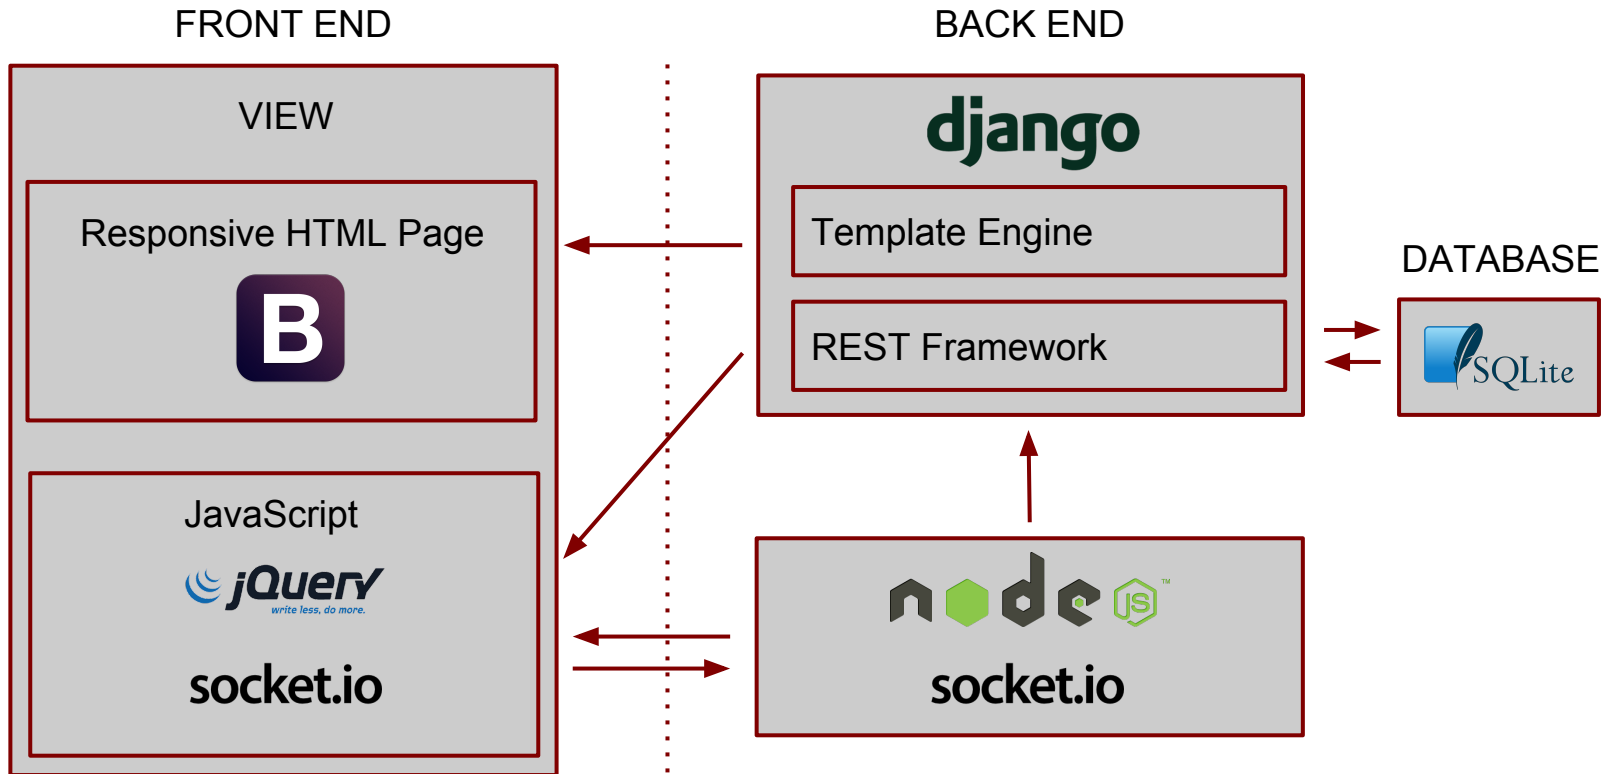 FRONT END
BACK END
VIEW
Responsive HTML Page
B
JavaScript
jQuery
write less, do more.
socket.io
django
Template Engine
REST Framework
DATABASE
SQLite
node JS™
socket.io